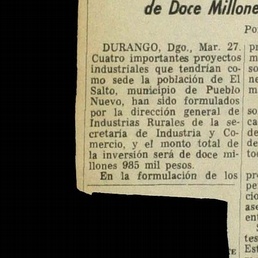 de Doce Millone
Po
DURANGO, Dgo., Mar. 27.
Cuatro importantes proyectos
industriales que tendrían co-
mo sede la población de El
Salto, municipio de Pueblo
Nuevo, han sido formulados
por la dirección general de
Industrias Rurales de la se-
cretaría de Industria y Co-
mercio, y el monto total de
la inversión será de doce mi-
llones 985 mil pesos.
En la formulación de los